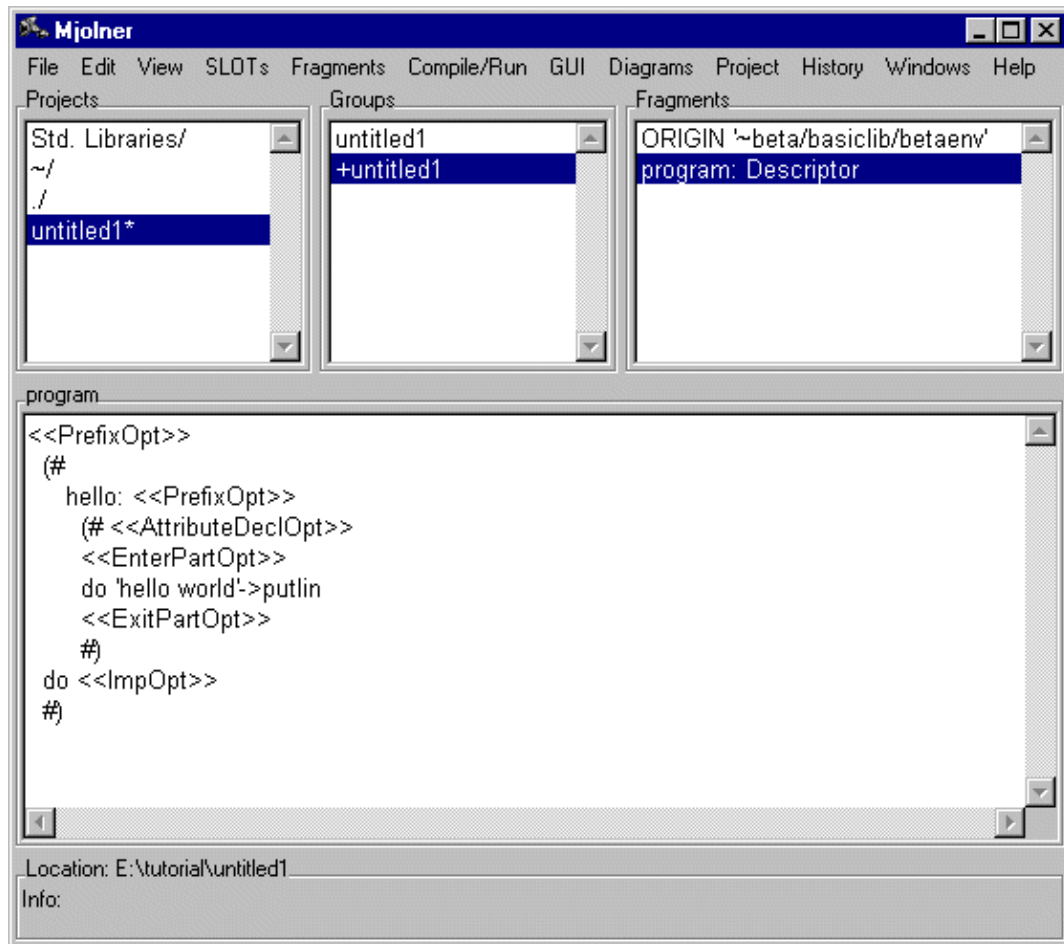 Mjolner
File Edit View SLOTs Fragments Compile/Run GUI Diagrams Project History Windows Help
Projects
Std. Libraries/
~/
./
untitled1*
Groups
untitled1
+untitled1
Fragments
ORIGIN '~beta/basiclib/betaenv'
program: Descriptor
program
<<PrefixOpt>>
(#
hello: <<PrefixOpt>>
(# <<AttributeDeclOpt>>
<<EnterPartOpt>>
do 'hello world'->putlin
<<ExitPartOpt>>
#)
do <<ImpOpt>>
#)
Location: E:\tutorial\untitled1
Info: